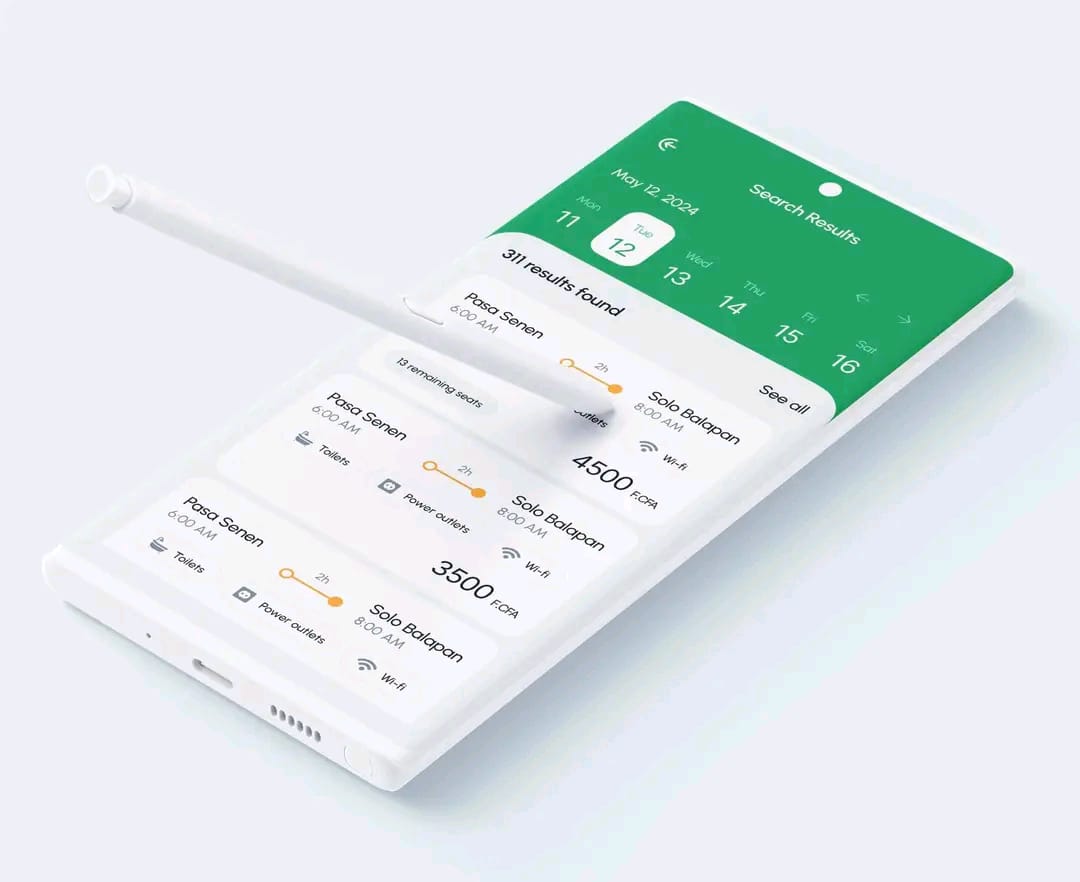 Search Results
May 12, 2024
Mon Tue Wed Thu Fri Sat
11 12 13 14 15 16
311 results found See all
Pasa Senen 2h Solo Balapan
6:00 AM 8:00 AM
outlets Wi-fi
13 remaining seats 4500 F.CFA
Pasa Senen 2h Solo Balapan
6:00 AM 8:00 AM
Toilets Power outlets Wi-fi
3500 F.CFA
Pasa Senen 2h Solo Balapan
6:00 AM 8:00 AM
Toilets Power outlets Wi-fi